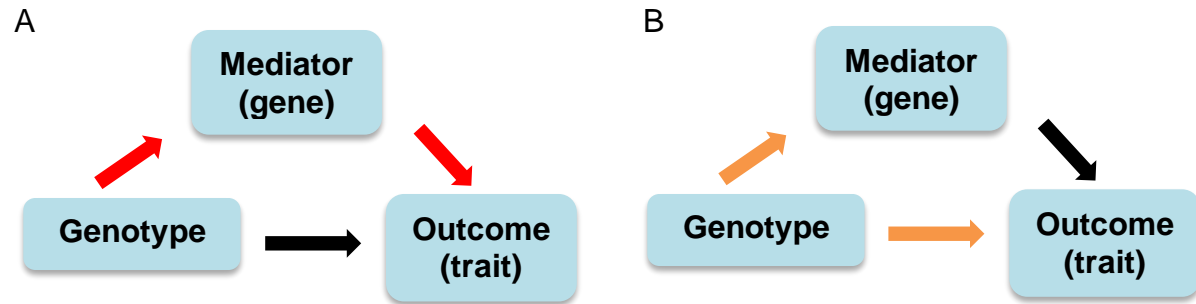 A
Mediator
(gene)
Genotype
Outcome
(trait)
B
Mediator
(gene)
Genotype
Outcome
(trait)